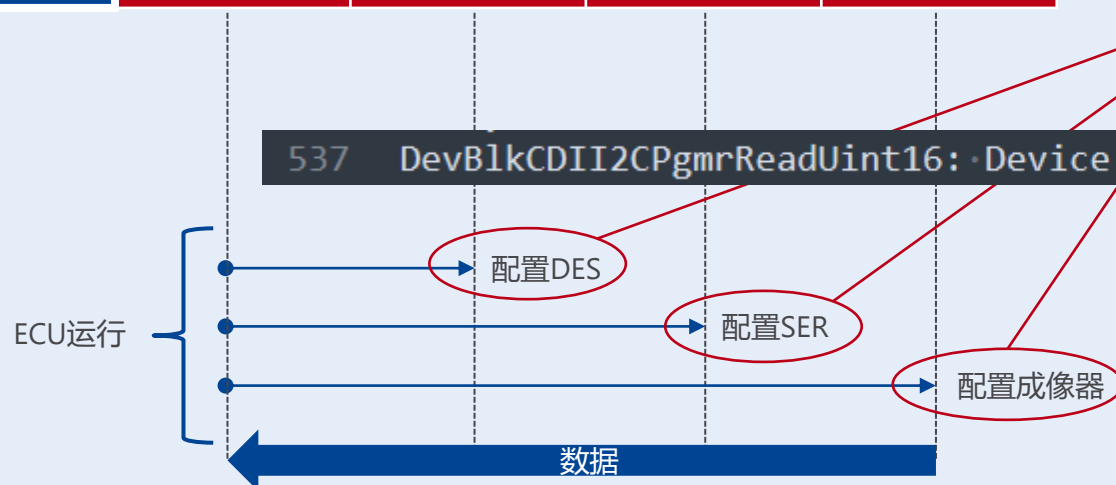 537 DevBlkCDII2CPgmrReadUint16: Device
配置DES
配置SER
ECU运行
配置成像器
数据